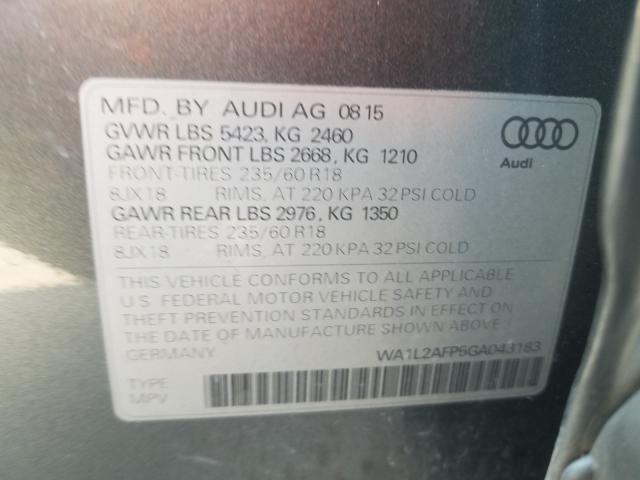 MFD. BY AUDI AG 0815
GVWR LBS 5423, KG 2460
GAWR FRONT LBS 2668, KG 1210
FRONT-TIRES 235/60 R18
8JX18 RIMS, AT 220 KPA 32 PSI COLD
GAWR REAR LBS 2976, KG 1350
REAR-TIRES 235/60 R18
8JX18 RIMS, AT 220 KPA 32 PSI COLD
Audi
THIS VEHICLE CONFORMS TO ALL APPLICABLE
U.S. FEDERAL MOTOR VEHICLE SAFETY AND
THEFT PREVENTION STANDARDS IN EFFECT ON
THE DATE OF MANUFACTURE SHOWN ABOVE.
GERMANY WA1L2AFP5GA043183
TYPE
MPV